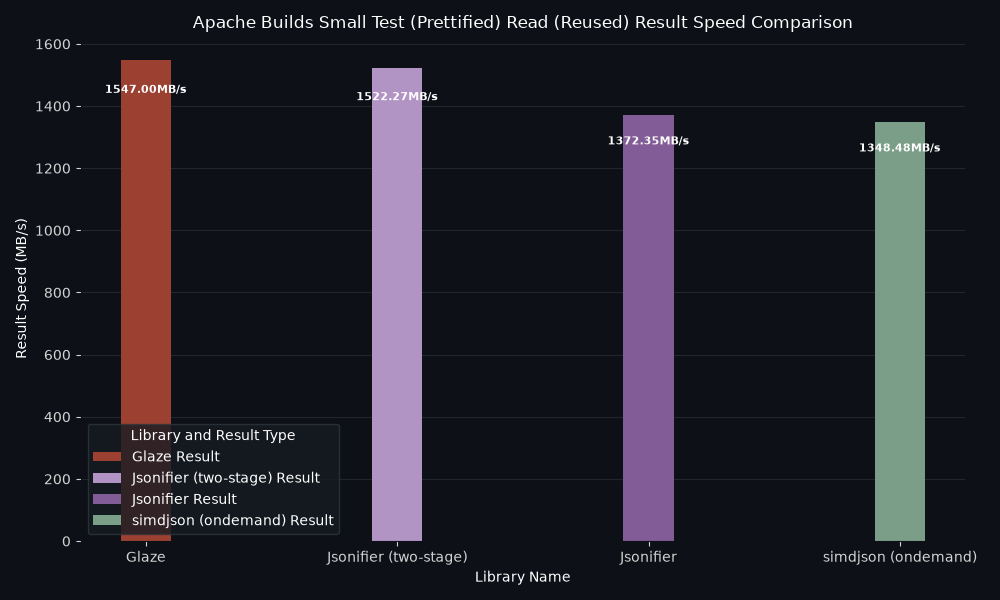 Apache Builds Small Test (Prettified) Read (Reused) Result Speed Comparison
Result Speed (MB/s)
1600
1400
1200
1000
800
600
400
200
0
1547.00MB/s
1522.27MB/s
1372.35MB/s
1348.48MB/s
Library and Result Type
Glaze Result
Jsonifier (two-stage) Result
Jsonifier Result
simdjson (ondemand) Result
Glaze
Jsonifier (two-stage)
Jsonifier
simdjson (ondemand)
Library Name